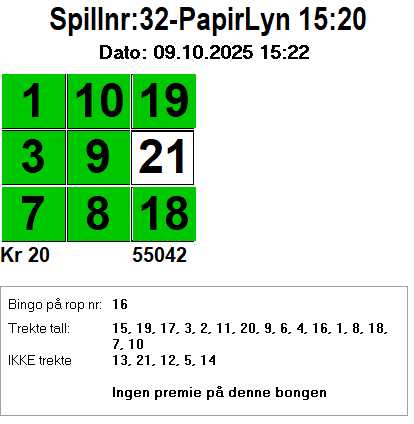 Spillnr:32-PapirLyn 15:20
Dato: 09.10.2025 15:22
1 10 19
3 9 21
7 8 18
Kr 20 55042
Bingo på rop nr: 16
Trekte tall: 15, 19, 17, 3, 2, 11, 20, 9, 6, 4, 16, 1, 8, 18,
7, 10
IKKE trekte 13, 21, 12, 5, 14
Ingen premie på denne bongen